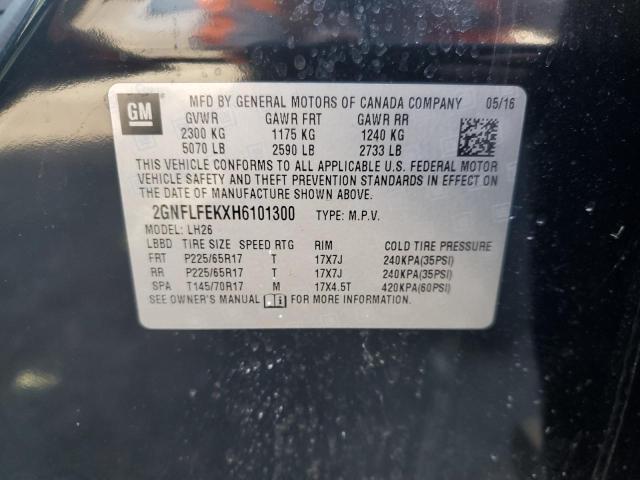 GM
MFD BY GENERAL MOTORS OF CANADA COMPANY 05/16
GVWR GAWR FRT GAWR RR
2300 KG 1175 KG 1240 KG
5070 LB 2590 LB 2733 LB
THIS VEHICLE CONFORMS TO ALL APPLICABLE U.S. FEDERAL MOTOR
VEHICLE SAFETY AND THEFT PREVENTION STANDARDS IN EFFECT ON
THE DATE OF MANUFACTURE SHOWN ABOVE.
2GNFLFEKXH6101300 TYPE: M.P.V.
MODEL: LH26
LBBD TIRE SIZE SPEED RTG RIM COLD TIRE PRESSURE
FRT P225/65R17 T 17X7J 240KPA(35PSI)
RR P225/65R17 T 17X7J 240KPA(35PSI)
SPA T145/70R17 M 17X4.5T 420KPA(60PSI)
SEE OWNER'S MANUAL FOR MORE INFORMATION.